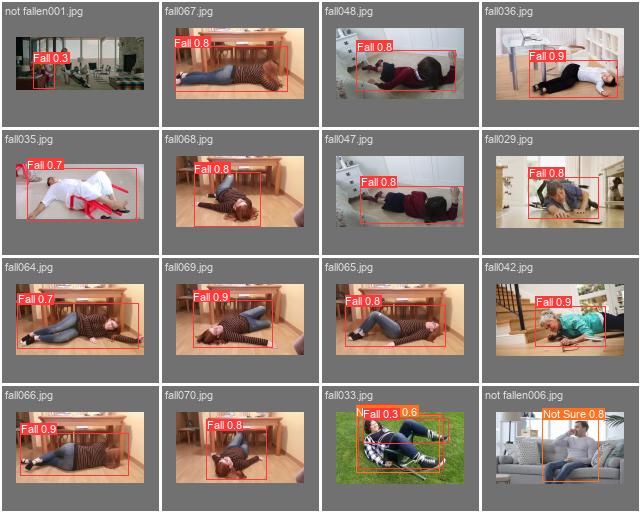 not fallen001.jpg
Fall 0.3
fall067.jpg
Fall 0.8
fall048.jpg
Fall 0.8
fall036.jpg
Fall 0.9
fall035.jpg
Fall 0.7
fall068.jpg
Fall 0.8
fall047.jpg
Fall 0.8
fall029.jpg
Fall 0.8
fall064.jpg
Fall 0.7
fall069.jpg
Fall 0.9
fall065.jpg
Fall 0.8
fall042.jpg
Fall 0.9
fall066.jpg
Fall 0.9
fall070.jpg
Fall 0.8
fall033.jpg
Fall 0.3
0.6
not fallen006.jpg
Not Sure 0.8